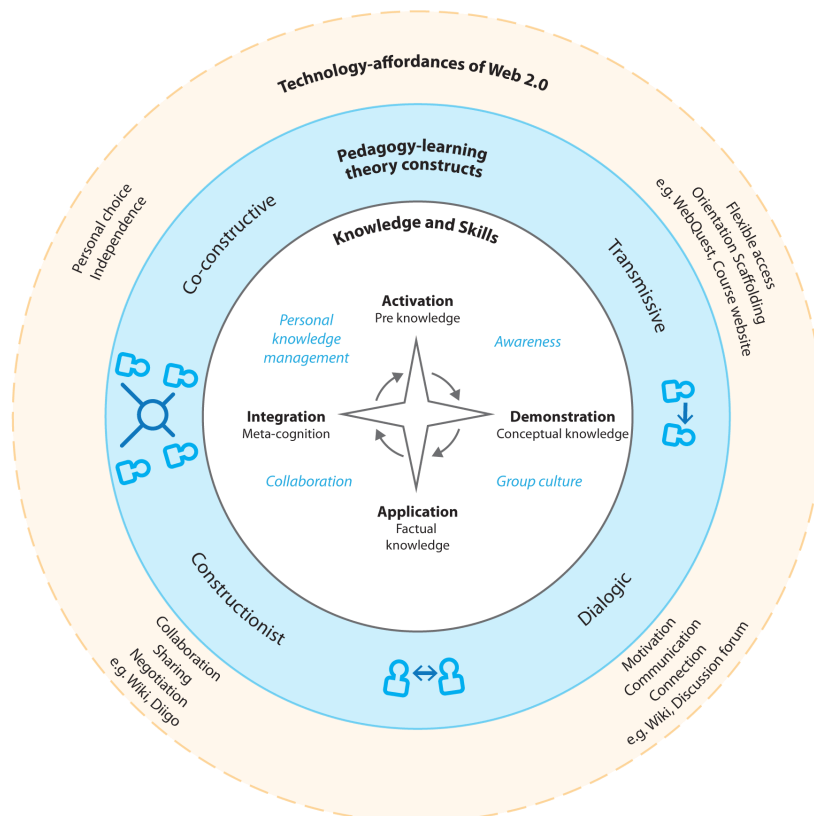 Technology-affordances of Web 2.0
Pedagogy-learning
theory constructs
Knowledge and Skills
Personal choice
Independence
Co-constructive
Transmissive
Flexible access
Orientation Scaffolding
e.g. WebQuest, Course website
Activation
Pre knowledge
Personal
knowledge
management
Awareness
Integration
Meta-cognition
Demonstration
Conceptual knowledge
Collaboration
Group culture
Application
Factual
knowledge
Constructionist
Dialogic
Collaboration
Sharing
Negotiation
e.g. Wiki, Diigo
Motivation
Communication
Connection
e.g. Wiki, Discussion forum